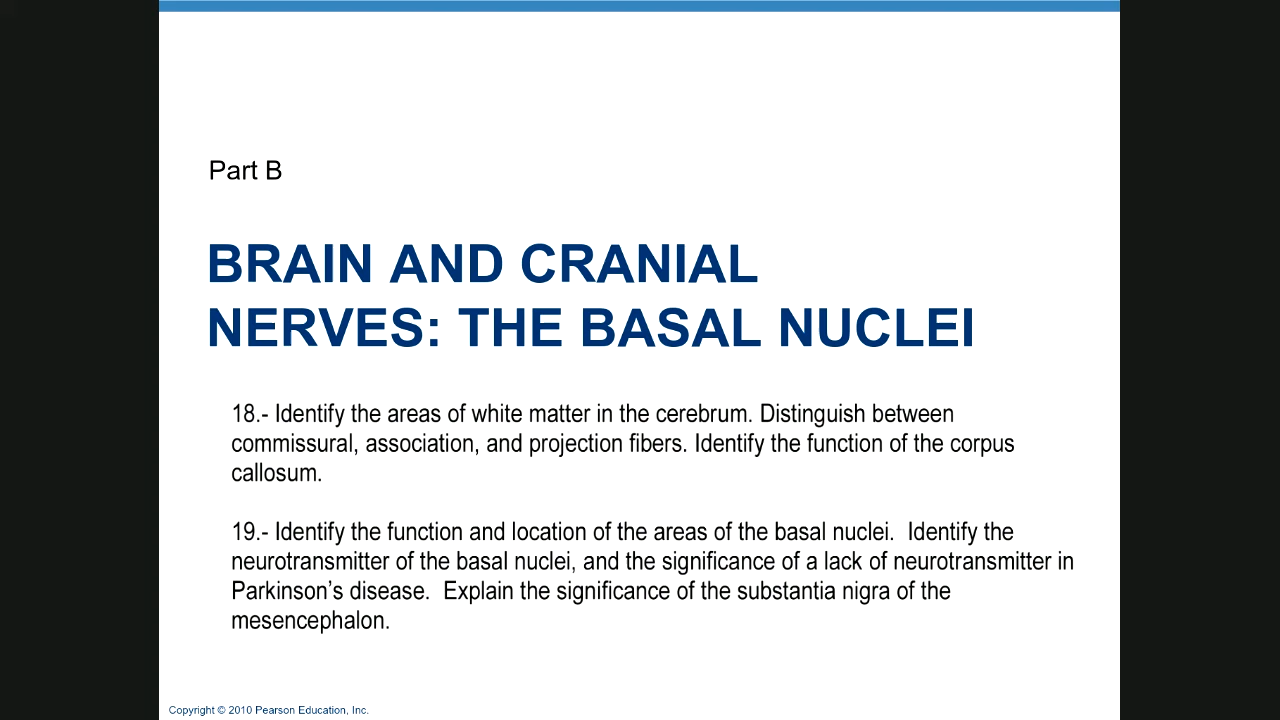 Part B
BRAIN AND CRANIAL
NERVES: THE BASAL NUCLEI
18.- Identify the areas of white matter in the cerebrum. Distinguish between
commissural, association, and projection fibers. Identify the function of the corpus
callosum.
19.- Identify the function and location of the areas of the basal nuclei.  Identify the
neurotransmitter of the basal nuclei, and the significance of a lack of neurotransmitter in
Parkinson’s disease.  Explain the significance of the substantia nigra of the
mesencephalon.
Copyright © 2010 Pearson Education, Inc.